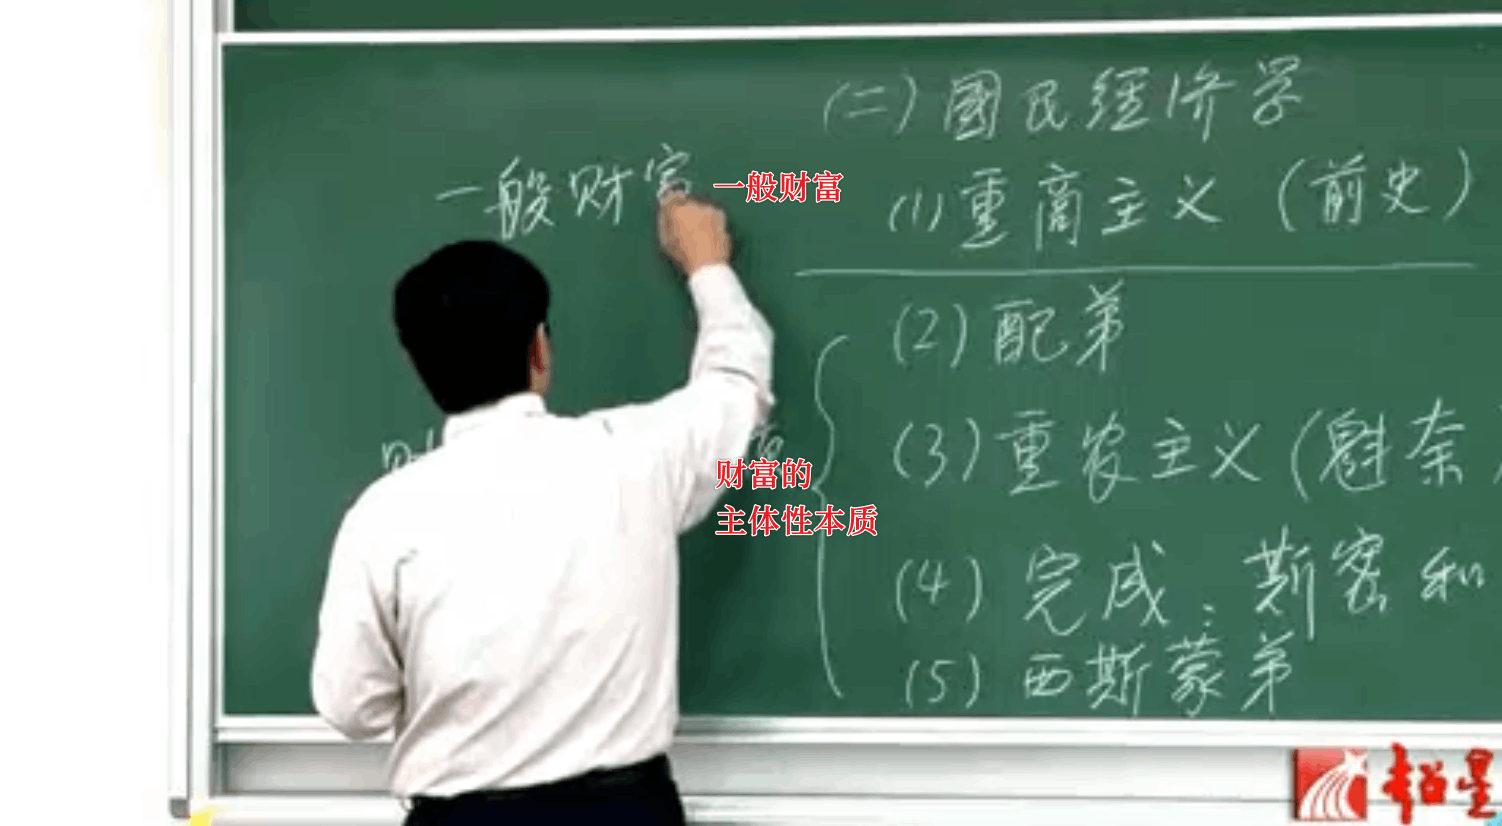 (二)國民經济学
一般财富
一般财富
(1)重商主义(前史)
(2)配第
(3)重农主义(魁奈
财富的
主体性本质
(4)完成:斯密和
(5)西斯蒙第
超星